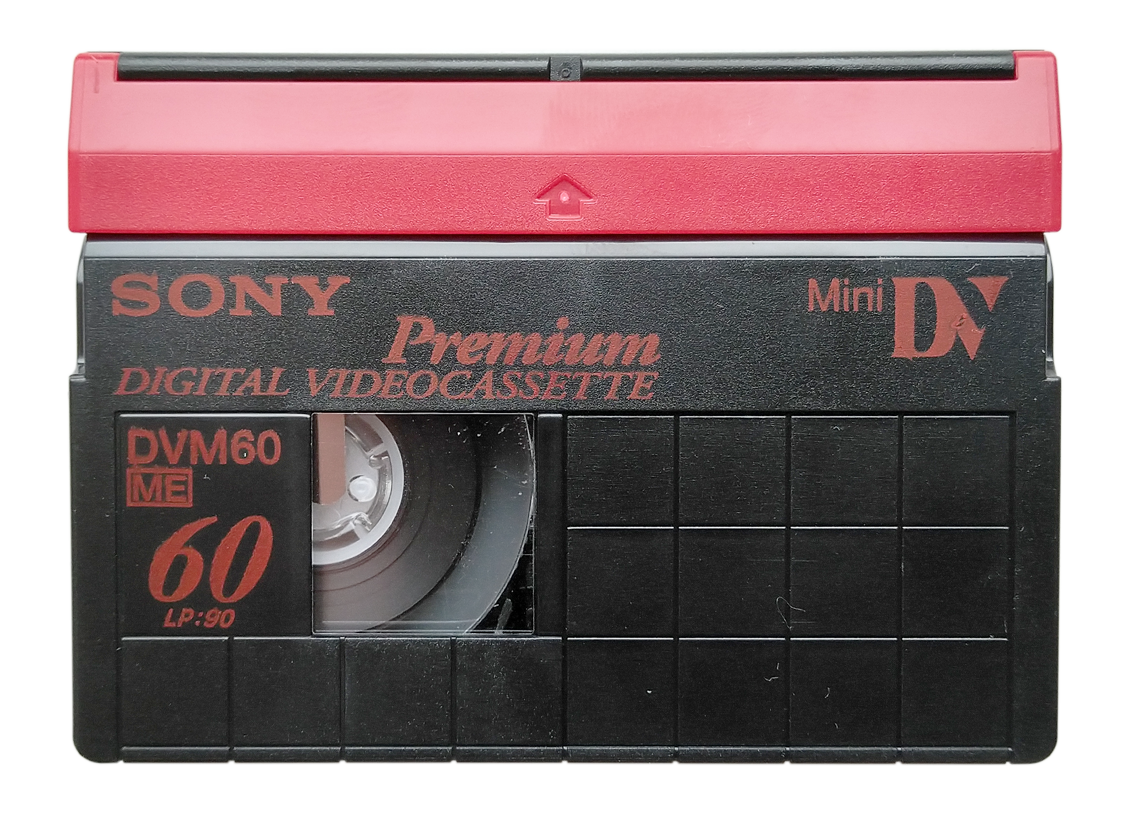 SONY
Mini DV
Premium
DIGITAL VIDEOCASSETTE
DVM60
ME
60
LP:90